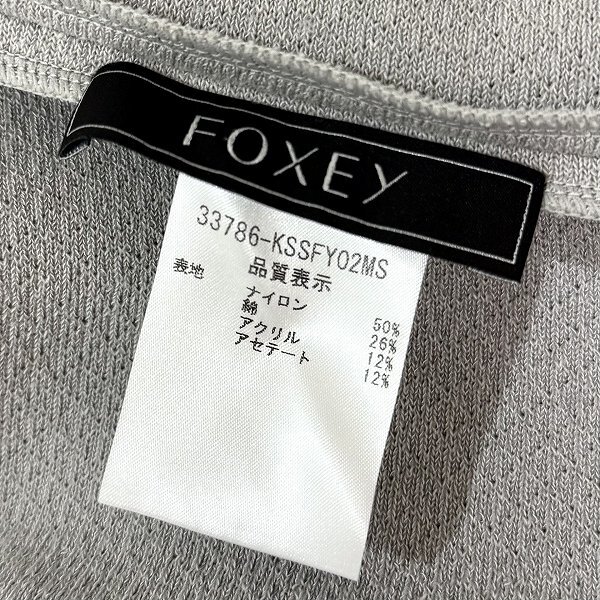 FOXEY
33786-KSSFY02MS
品質表示
表地 ナイロン 50%
綿 26%
アクリル 12%
アセテート 12%